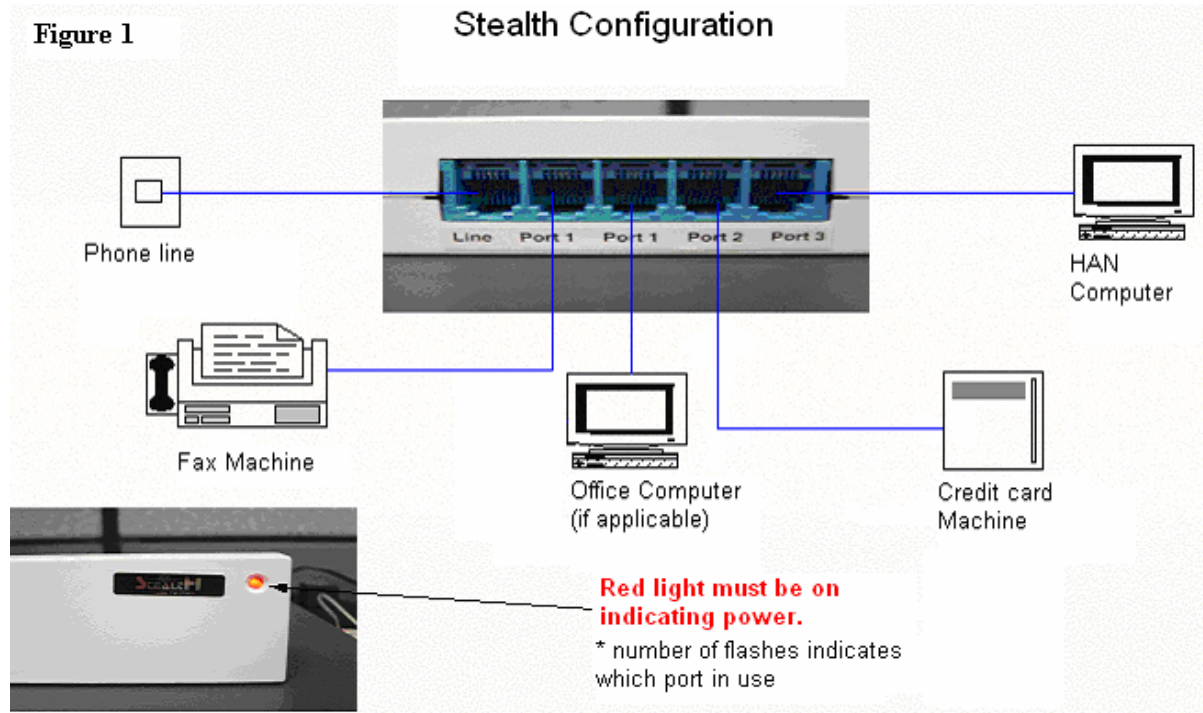 Figure 1
Stealth Configuration
Line Port 1 Port 1 Port 2 Port 3
Phone line
HAN
Computer
Fax Machine
Office Computer
(if applicable)
Credit card
Machine
STEALTH
Red light must be on
indicating power.
* number of flashes indicates
which port in use